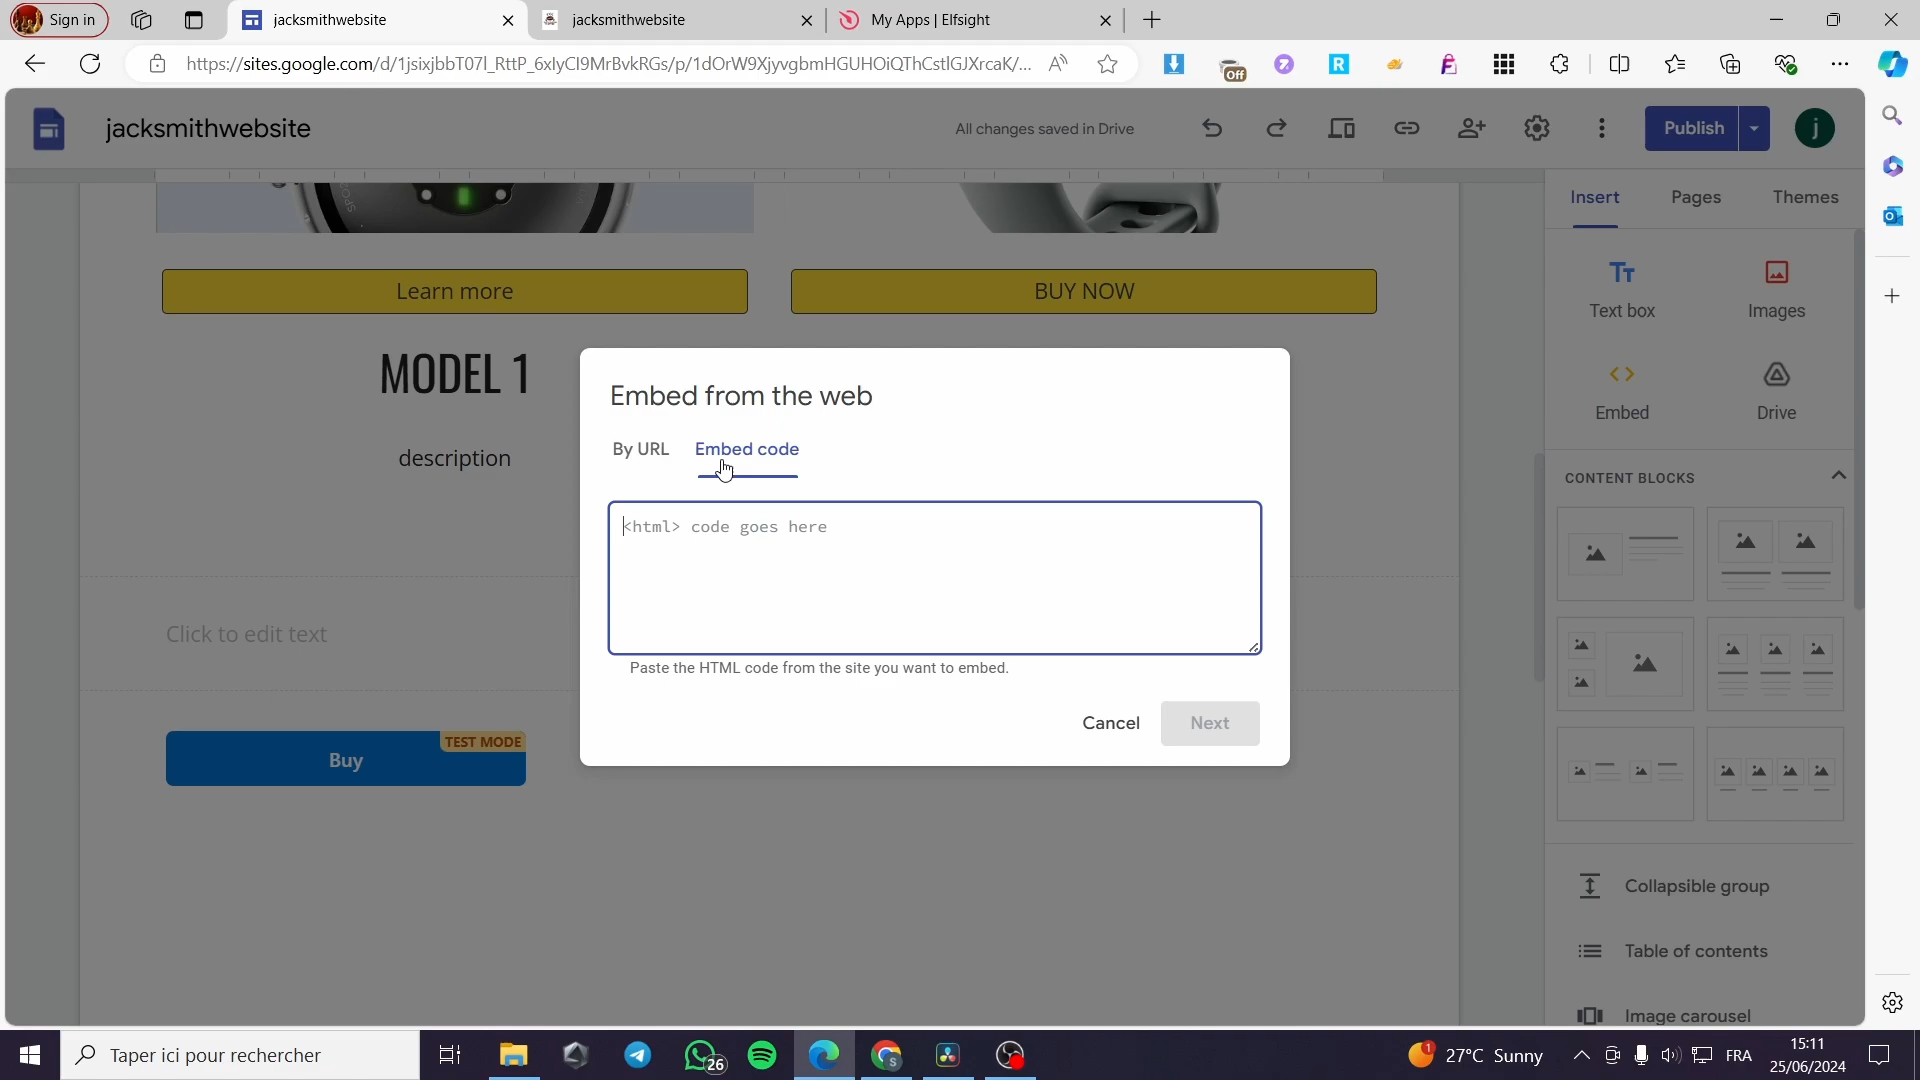 Sign in
jacksmithwebsite
jacksmithwebsite
My Apps | Elfsight
https://sites.google.com/d/1jsixjbbT07l_RttP_6xlyCI9MrBvkRGs/p/1dOrW9XjyvgbmHGUHOiQThCstlGJXrcaK/...
Off
jacksmithwebsite
All changes saved in Drive
Publish
j
Insert
Pages
Themes
Learn more
BUY NOW
Text box
Images
MODEL 1
description
Embed from the web
By URL
Embed code
<html> code goes here
Paste the HTML code from the site you want to embed.
Cancel
Next
Embed
Drive
CONTENT BLOCKS
Click to edit text
TEST MODE
Buy
Collapsible group
Table of contents
Image carousel
Taper ici pour rechercher
26
1
27°C Sunny
FRA
15:11
25/06/2024